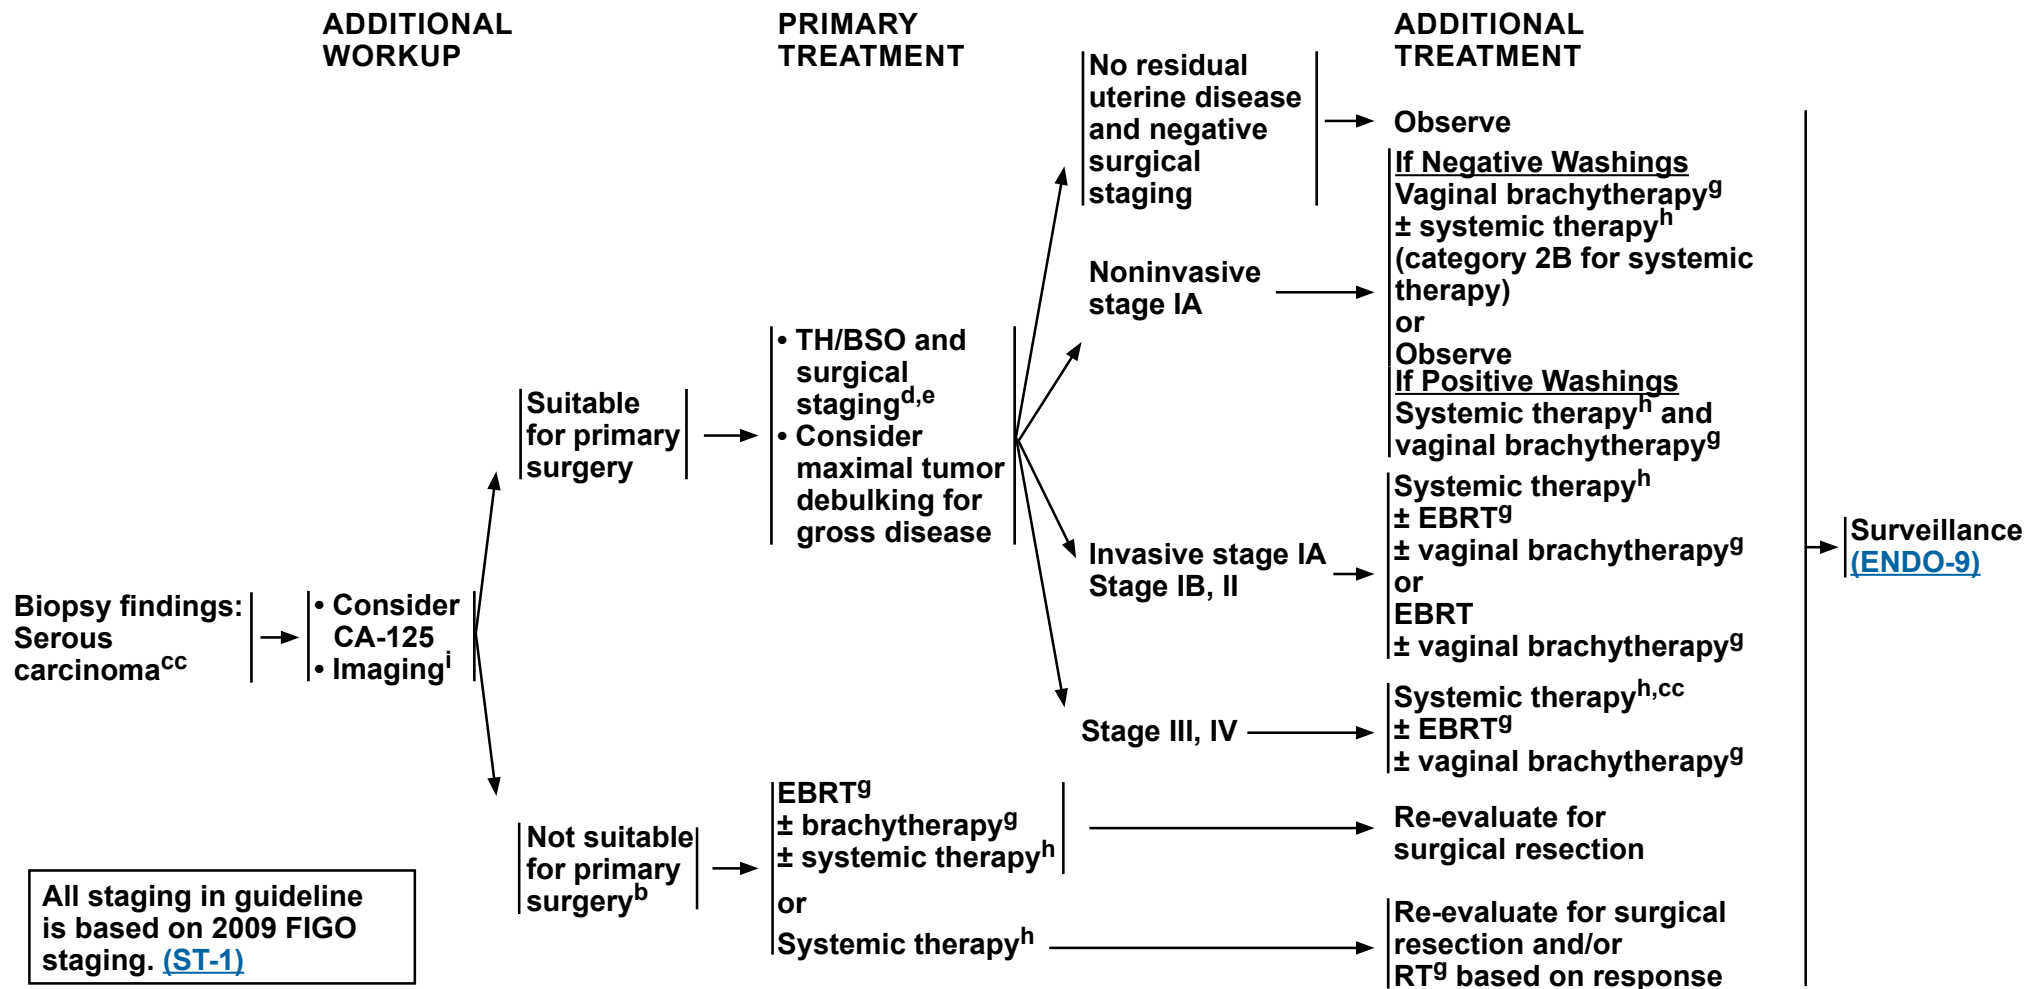 ADDITIONAL
WORKUP
PRIMARY
TREATMENT
ADDITIONAL
TREATMENT
Biopsy findings:
Serous
carcinomacc
• Consider
CA-125
• Imagingi
Suitable
for primary
surgery
• TH/BSO and
surgical
stagingd,e
• Consider
maximal tumor
debulking for
gross disease
No residual
uterine disease
and negative
surgical
staging
Observe
Noninvasive
stage IA
If Negative Washings
Vaginal brachytherapyg
± systemic therapyh
(category 2B for systemic
therapy)
or
Observe
If Positive Washings
Systemic therapyh and
vaginal brachytherapyg
Invasive stage IA
Stage IB, II
Systemic therapyh
± EBRTg
± vaginal brachytherapyg
or
EBRT
± vaginal brachytherapyg
Stage III, IV
Systemic therapyh,cc
± EBRTg
± vaginal brachytherapyg
Not suitable
for primary
surgeryb
EBRTg
± brachytherapyg
± systemic therapyh
or
Systemic therapyh
Re-evaluate for
surgical resection
Re-evaluate for surgical
resection and/or
RTg based on response
Surveillance
(ENDO-9)
All staging in guideline
is based on 2009 FIGO
staging. (ST-1)